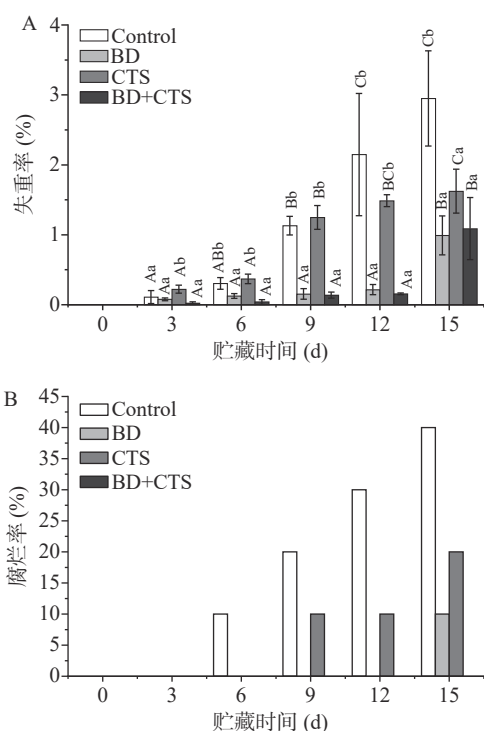 A
Control
BD
CTS
BD+CTS
失重率 (%)
4
3
2
1
0
Aa Aa Ab Aa
ABb Aa Ab Aa
Bb Aa Bb Aa
Cb Aa BCb Aa
Cb Ba Ca Ba
0 3 6 9 12 15
贮藏时间 (d)
B
Control
BD
CTS
BD+CTS
腐烂率 (%)
45
40
35
30
25
20
15
10
5
0
0 3 6 9 12 15
贮藏时间 (d)